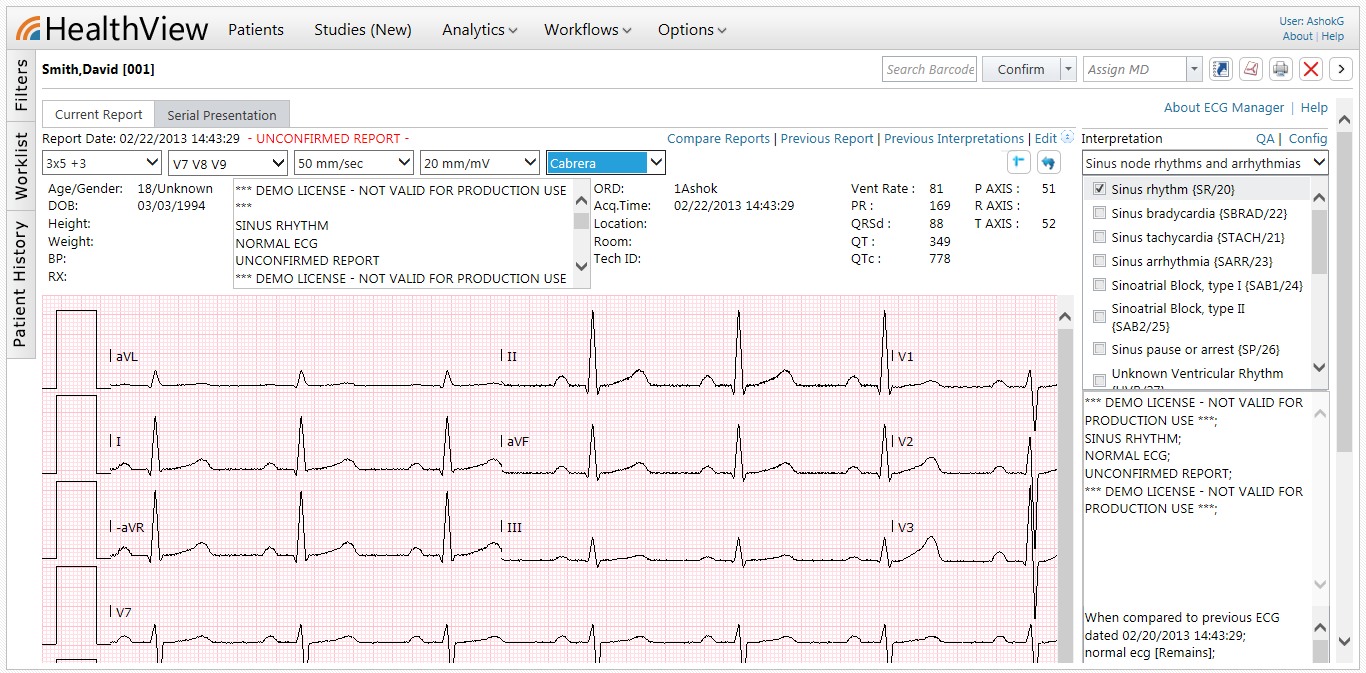 HealthView
Patients
Studies (New)
Analytics
Workflows
Options
User: AshokG
About | Help
Filters
Worklist
Patient History
Smith,David [001]
Search Barcode
Confirm
Assign MD
Current Report
Serial Presentation
About ECG Manager | Help
Report Date: 02/22/2013 14:43:29 - UNCONFIRMED REPORT -
Compare Reports | Previous Report | Previous Interpretations | Edit
3x5 +3
V7 V8 V9
50 mm/sec
20 mm/mV
Cabrera
Age/Gender: 18/Unknown
DOB: 03/03/1994
Height:
Weight:
BP:
RX:
*** DEMO LICENSE - NOT VALID FOR PRODUCTION USE
***
SINUS RHYTHM
NORMAL ECG
UNCONFIRMED REPORT
*** DEMO LICENSE - NOT VALID FOR PRODUCTION USE
ORD: 1Ashok
Acq.Time: 02/22/2013 14:43:29
Location:
Room:
Tech ID:
Vent Rate : 81
PR : 169
QRSd : 88
QT : 349
QTc : 778
P AXIS : 51
R AXIS :
T AXIS : 52
aVL
II
V1
I
aVF
V2
-aVR
III
V3
V7
Interpretation
QA | Config
Sinus node rhythms and arrhythmias
Sinus rhythm {SR/20}
Sinus bradycardia {SBRAD/22}
Sinus tachycardia {STACH/21}
Sinus arrhythmia {SARR/23}
Sinoatrial Block, type I {SAB1/24}
Sinoatrial Block, type II
{SAB2/25}
Sinus pause or arrest {SP/26}
Unknown Ventricular Rhythm
*** DEMO LICENSE - NOT VALID FOR
PRODUCTION USE ***;
SINUS RHYTHM;
NORMAL ECG;
UNCONFIRMED REPORT;
*** DEMO LICENSE - NOT VALID FOR
PRODUCTION USE ***;
When compared to previous ECG
dated 02/20/2013 14:43:29;
normal ecg [Remains];